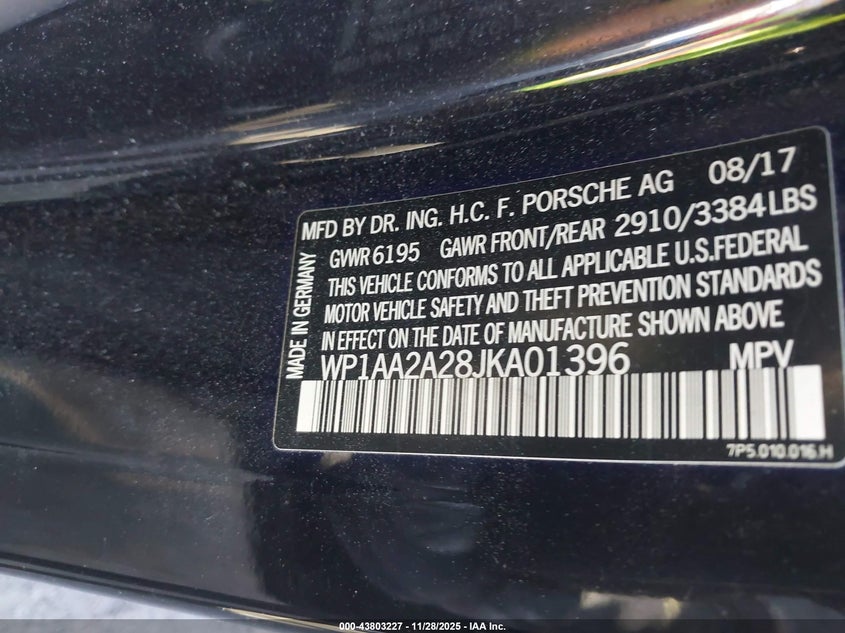 MFD BY DR. ING. H.C. F. PORSCHE AG 08/17
GVWR 6195 GAWR FRONT/REAR 2910/3384 LBS
THIS VEHICLE CONFORMS TO ALL APPLICABLE U.S.FEDERAL
MOTOR VEHICLE SAFETY AND THEFT PREVENTION STANDARDS
IN EFFECT ON THE DATE OF MANUFACTURE SHOWN ABOVE
WP1AA2A28JKA01396 MPV
MADE IN GERMANY
7P5.010.016.H
000-43803227 - 11/28/2025 - IAA Inc.